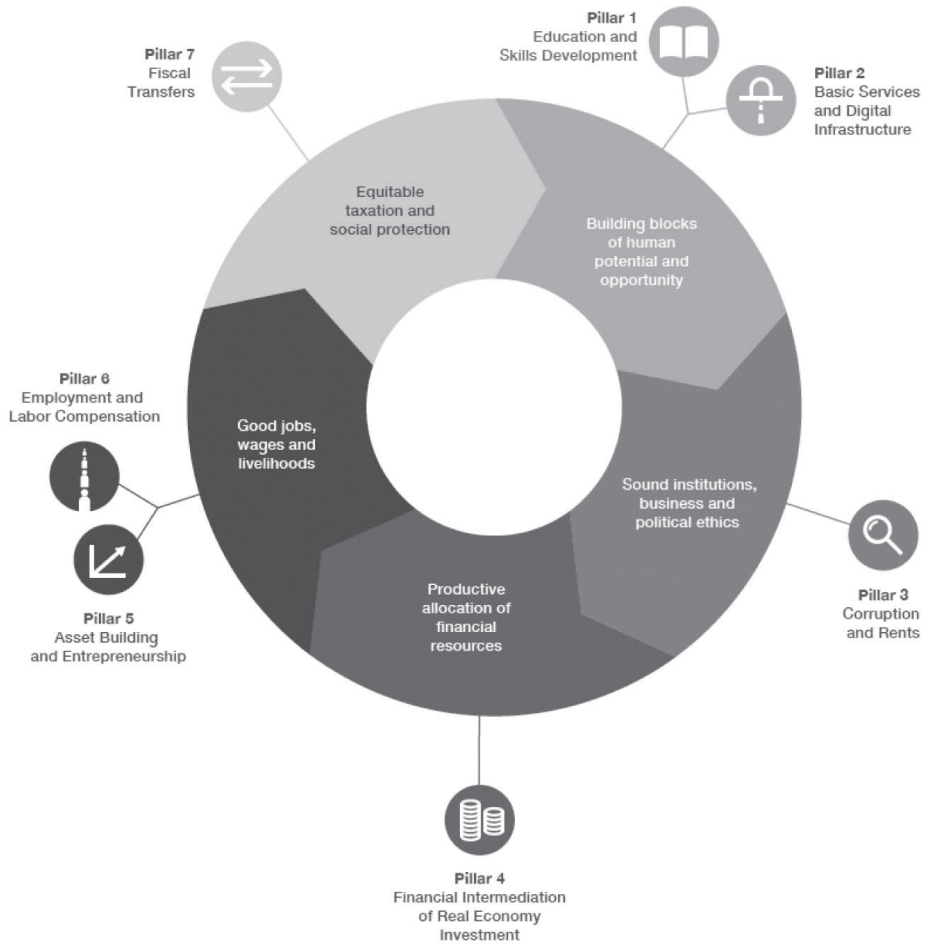 Pillar 1
Education and
Skills Development
Pillar 2
Basic Services
and Digital
Infrastructure
Building blocks
of human
potential and
opportunity
Sound institutions,
business and
political ethics
Pillar 3
Corruption
and Rents
Productive
allocation of
financial
resources
Pillar 4
Financial Intermediation
of Real Economy
Investment
Good jobs,
wages and
livelihoods
Pillar 5
Asset Building
and Entrepreneurship
Pillar 6
Employment and
Labor Compensation
Equitable
taxation and
social protection
Pillar 7
Fiscal
Transfers